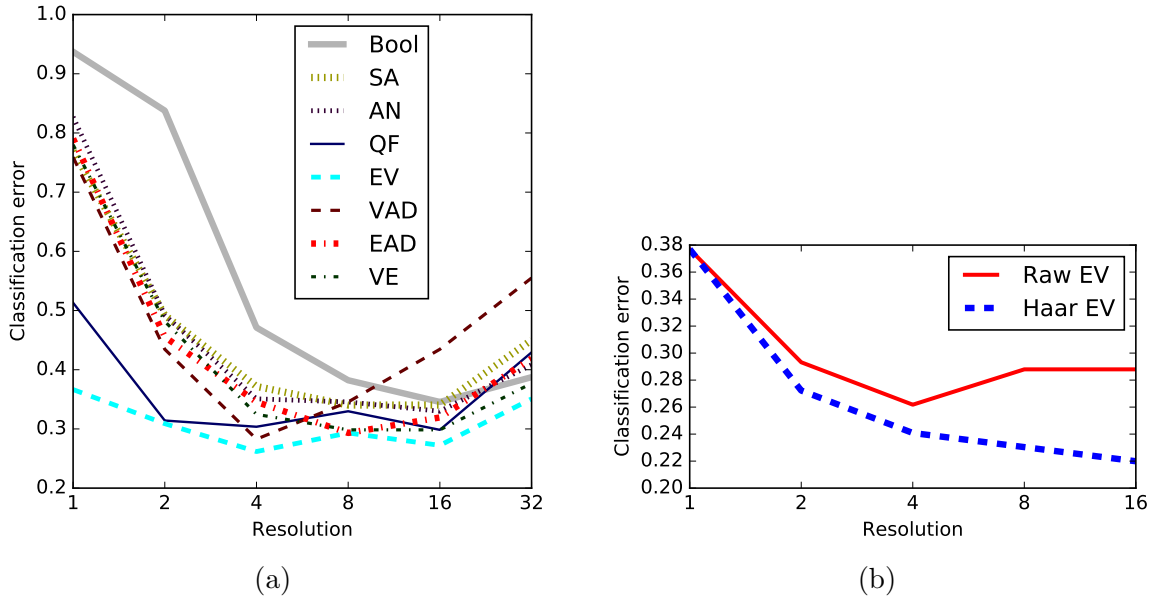 1.0
0.9
0.8
0.7
0.6
0.5
0.4
0.3
0.2
Classification error
1 2 4 8 16 32
Resolution
Bool
SA
AN
QF
EV
VAD
EAD
VE
(a)
0.38
0.36
0.34
0.32
0.30
0.28
0.26
0.24
0.22
0.20
Classification error
1 2 4 8 16
Resolution
Raw EV
Haar EV
(b)